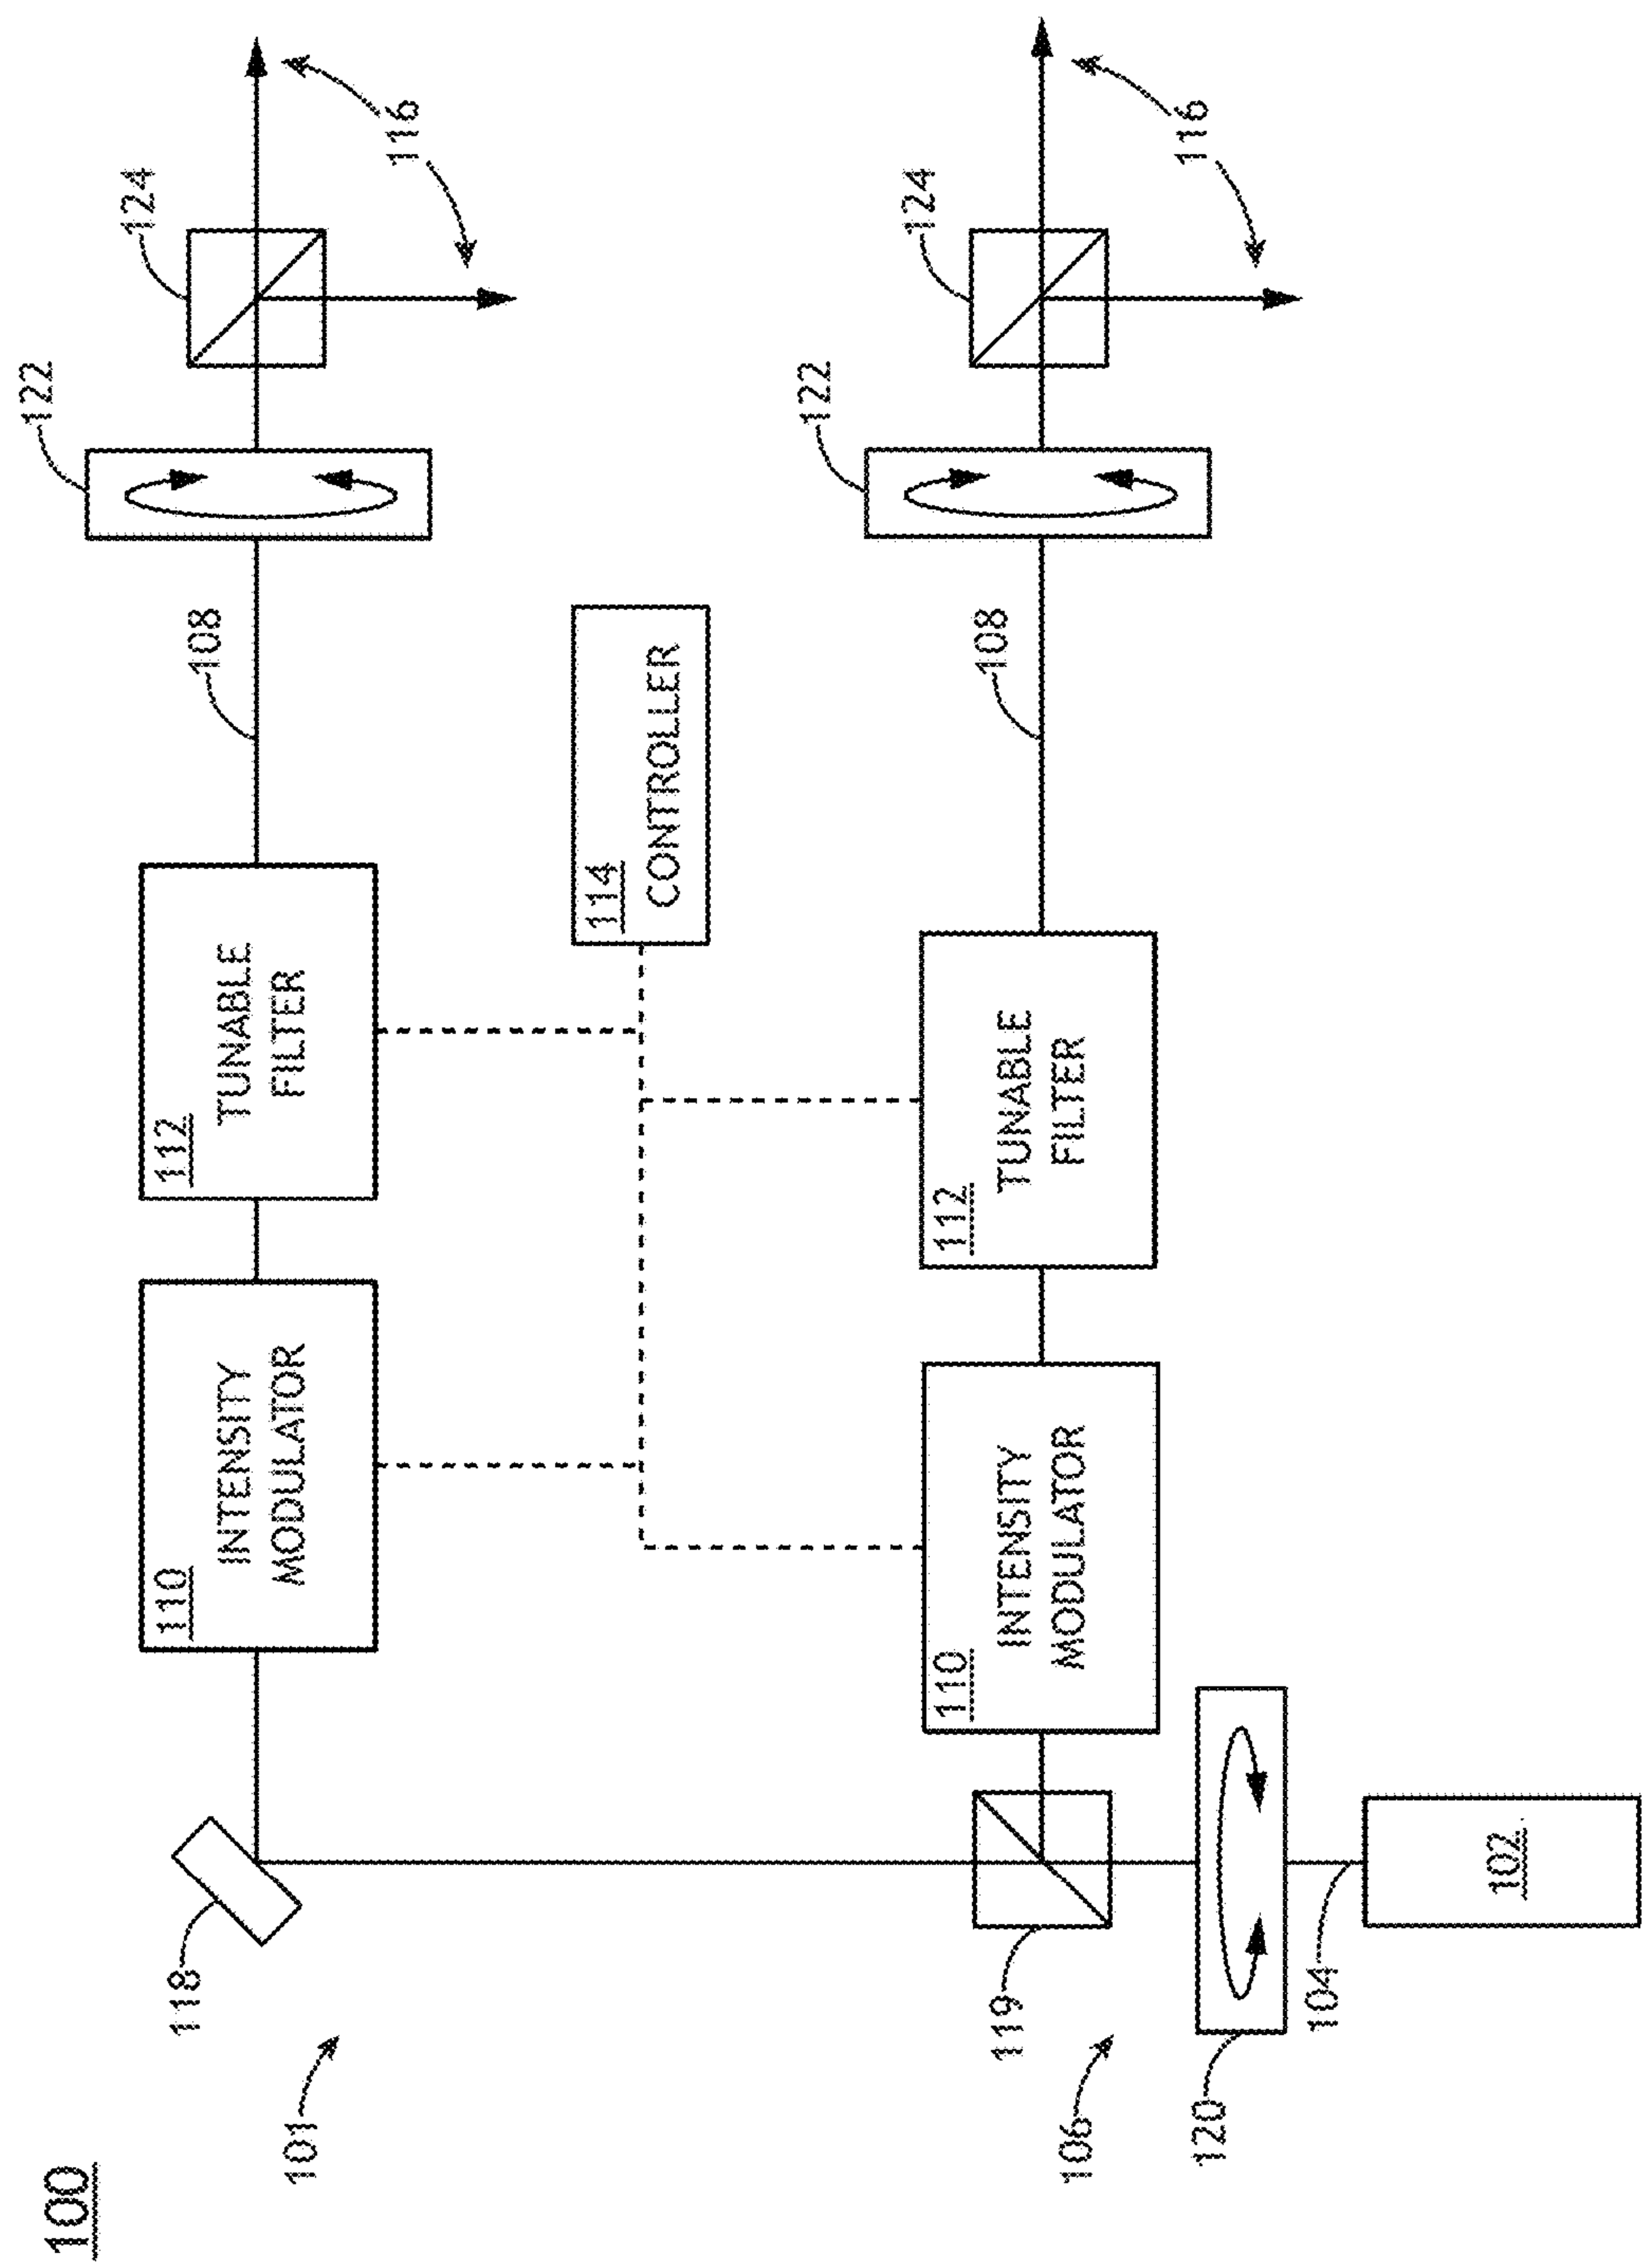 100
122
124
118
110
INTENSITY
MODULATOR
112
TUNABLE
FILTER
108
101
116
114
CONTROLLER
122
124
119
110
INTENSITY
MODULATOR
112
TUNABLE
FILTER
108
106
116
120
104
102